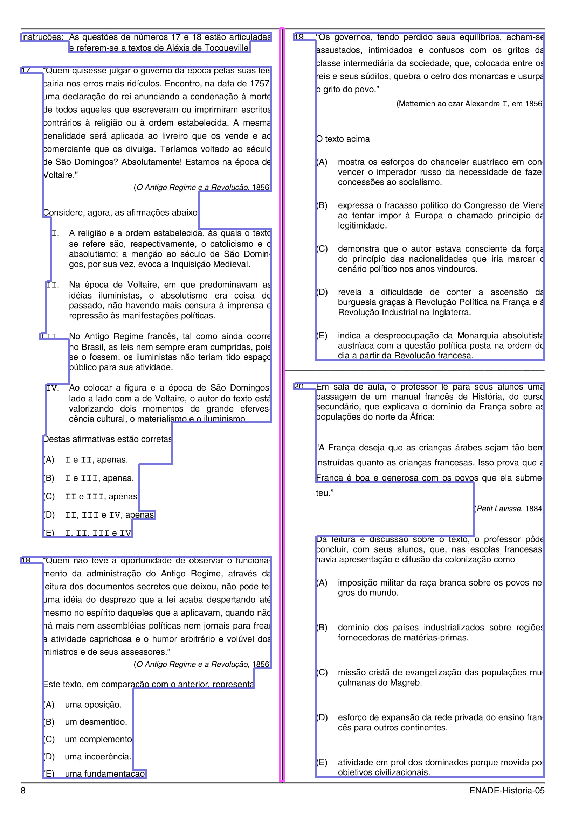 Instruções: As questões de números 17 e 18 estão articuladas
e referem-se a textos de Aléxis de Tocqueville
17. "Quem quisesse julgar o governo da época pelas suas leis
cairia nos erros mais ridículos. Encontro, na data de 1757,
uma declaração do rei anunciando a condenação à morte
de todos aqueles que escreveram ou imprimiram escritos
contrários à religião ou à ordem estabelecida. A mesma
penalidade será aplicada ao livreiro que os vende e ao
comerciante que os divulga. Teríamos voltado ao século
de São Domingos? Absolutamente! Estamos na época de
Voltaire."
(O Antigo Regime e a Revolução, 1856)
Considere, agora, as afirmações abaixo
I. A religião e a ordem estabelecida, às quais o texto
se refere são, respectivamente, o catolicismo e o
absolutismo; a menção ao século de São Domin-
gos, por sua vez, evoca a Inquisição Medieval.
II. Na época de Voltaire, em que predominavam as
idéias iluministas, o absolutismo era coisa do
passado, não havendo mais censura à imprensa e
repressão às manifestações políticas.
III. No Antigo Regime francês, tal como ainda ocorre
no Brasil, as leis nem sempre eram cumpridas, pois
se o fossem, os iluministas não teriam tido espaço
público para sua atividade.
IV. Ao colocar a figura e a época de São Domingos
lado a lado com a de Voltaire, o autor do texto está
valorizando dois momentos de grande eferves-
cência cultural, o materialismo e o iluminismo
Destas afirmativas estão corretas
(A) I e II, apenas.
(B) I e III, apenas.
(C) II e III, apenas
(D) II, III e IV, apenas
(E) I, II, III e IV
18. "Quem não teve a oportunidade de observar o funciona-
mento da administração do Antigo Regime, através da
leitura dos documentos secretos que deixou, não pode ter
uma idéia do desprezo que a lei acaba despertando até
mesmo no espírito daqueles que a aplicavam, quando não
há mais nem assembléias políticas nem jornais para frear
a atividade caprichosa e o humor arbitrário e volúvel dos
ministros e de seus assessores."
(O Antigo Regime e a Revolução, 1856)
Este texto, em comparação com o anterior, representa
(A) uma oposição.
(B) um desmentido.
(C) um complemento
(D) uma incoerência.
(E) uma fundamentação
19. "Os governos, tendo perdido seus equilíbrios, acham-se
assustados, intimidados e confusos com os gritos da
classe intermediária da sociedade, que, colocada entre os
reis e seus súditos, quebra o cetro dos monarcas e usurpa
o grito do povo."
(Metternich ao czar Alexandre I, em 1856
O texto acima
(A) mostra os esforços do chanceler austríaco em con-
vencer o imperador russo da necessidade de fazer
concessões ao socialismo.
(B) expressa o fracasso político do Congresso de Viena
ao tentar impor à Europa o chamado princípio da
legitimidade.
(C) demonstra que o autor estava consciente da força
do princípio das nacionalidades que iria marcar o
cenário político nos anos vindouros.
(D) revela a dificuldade de conter a ascensão da
burguesia graças à Revolução Política na França e à
Revolução Industrial na Inglaterra.
(E) indica a despreocupação da Monarquia absolutista
austríaca com a questão política posta na ordem do
dia a partir da Revolução francesa.
20. Em sala de aula, o professor lê para seus alunos uma
passagem de um manual francês de História, do curso
secundário, que explicava o domínio da França sobre as
populações do norte da África:
"A França deseja que as crianças árabes sejam tão bem
instruídas quanto as crianças francesas. Isso prova que a
França é boa e generosa com os povos que ela subme-
teu."
(Petit Lavisse, 1884
Da leitura e discussão sobre o texto, o professor pôde
concluir, com seus alunos, que, nas escolas francesas,
havia apresentação e difusão da colonização como
(A) imposição militar da raça branca sobre os povos ne-
gros do mundo.
(B) domínio dos países industrializados sobre regiões
fornecedoras de matérias-primas.
(C) missão cristã de evangelização das populações mu-
çulmanas do Magreb
(D) esforço de expansão da rede privada do ensino fran-
cês para outros continentes.
(E) atividade em prol dos dominados porque movida por
objetivos civilizacionais.
8 ENADE-Historia-05